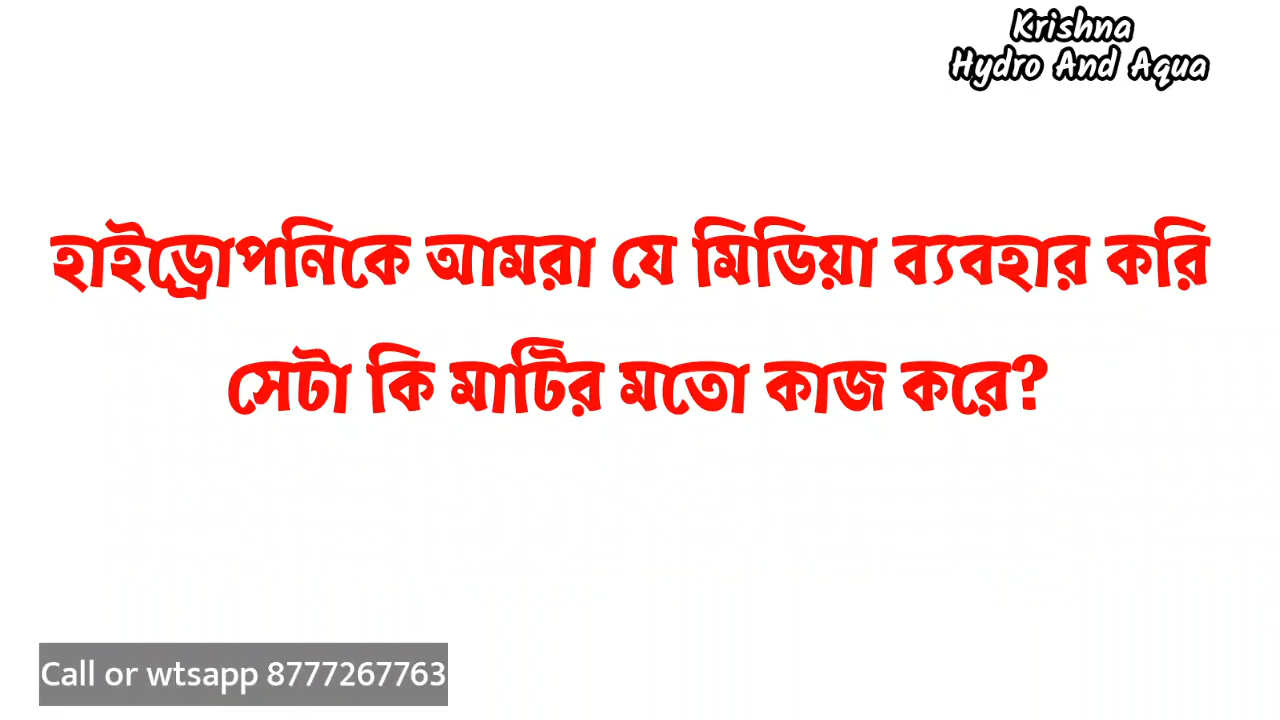 Krishna
Hydro And Aqua
হাইড্রোপনিকে আমরা যে মিডিয়া ব্যবহার করি
সেটা কি মাটির মতো কাজ করে?
Call or wtsapp 8777267763